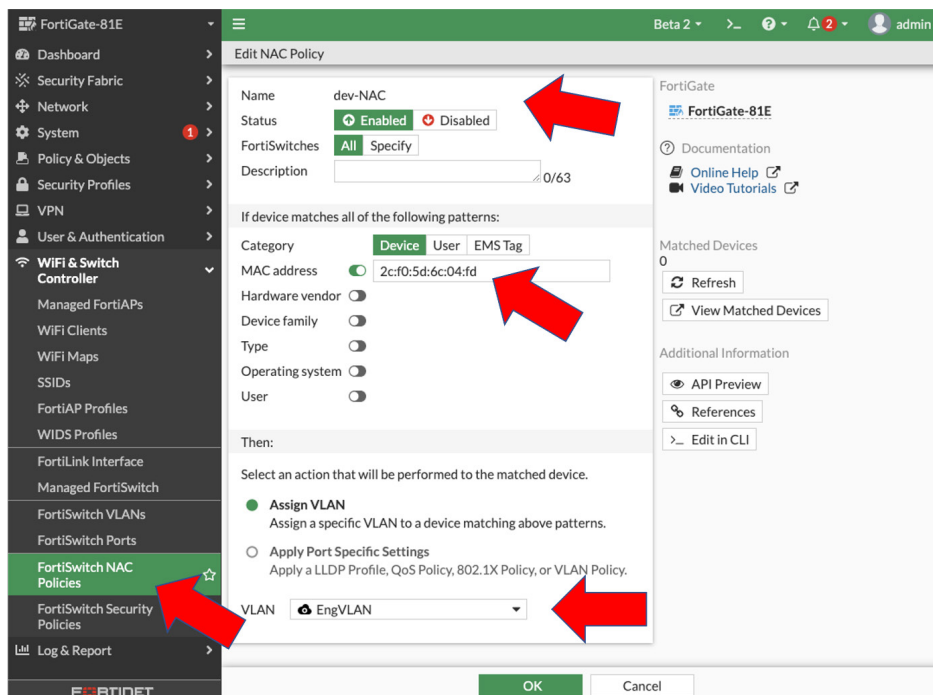 FortiGate-81E
Beta 2
>_
2
admin
Dashboard
Security Fabric
Network
System 1
Policy & Objects
Security Profiles
VPN
User & Authentication
WiFi & Switch
Controller
Managed FortiAPs
WiFi Clients
WiFi Maps
SSIDs
FortiAP Profiles
WIDS Profiles
FortiLink Interface
Managed FortiSwitch
FortiSwitch VLANs
FortiSwitch Ports
FortiSwitch NAC
Policies
FortiSwitch Security
Policies
Log & Report
FORTINET
Edit NAC Policy
Name dev-NAC
Status Enabled Disabled
FortiSwitches All Specify
Description 0/63
If device matches all of the following patterns:
Category Device User EMS Tag
MAC address 2c:f0:5d:6c:04:fd
Hardware vendor
Device family
Type
Operating system
User
Then:
Select an action that will be performed to the matched device.
Assign VLAN
Assign a specific VLAN to a device matching above patterns.
Apply Port Specific Settings
Apply a LLDP Profile, QoS Policy, 802.1X Policy, or VLAN Policy.
VLAN EngVLAN
OK Cancel
FortiGate
FortiGate-81E
Documentation
Online Help
Video Tutorials
Matched Devices
0
Refresh
View Matched Devices
Additional Information
API Preview
References
>_ Edit in CLI